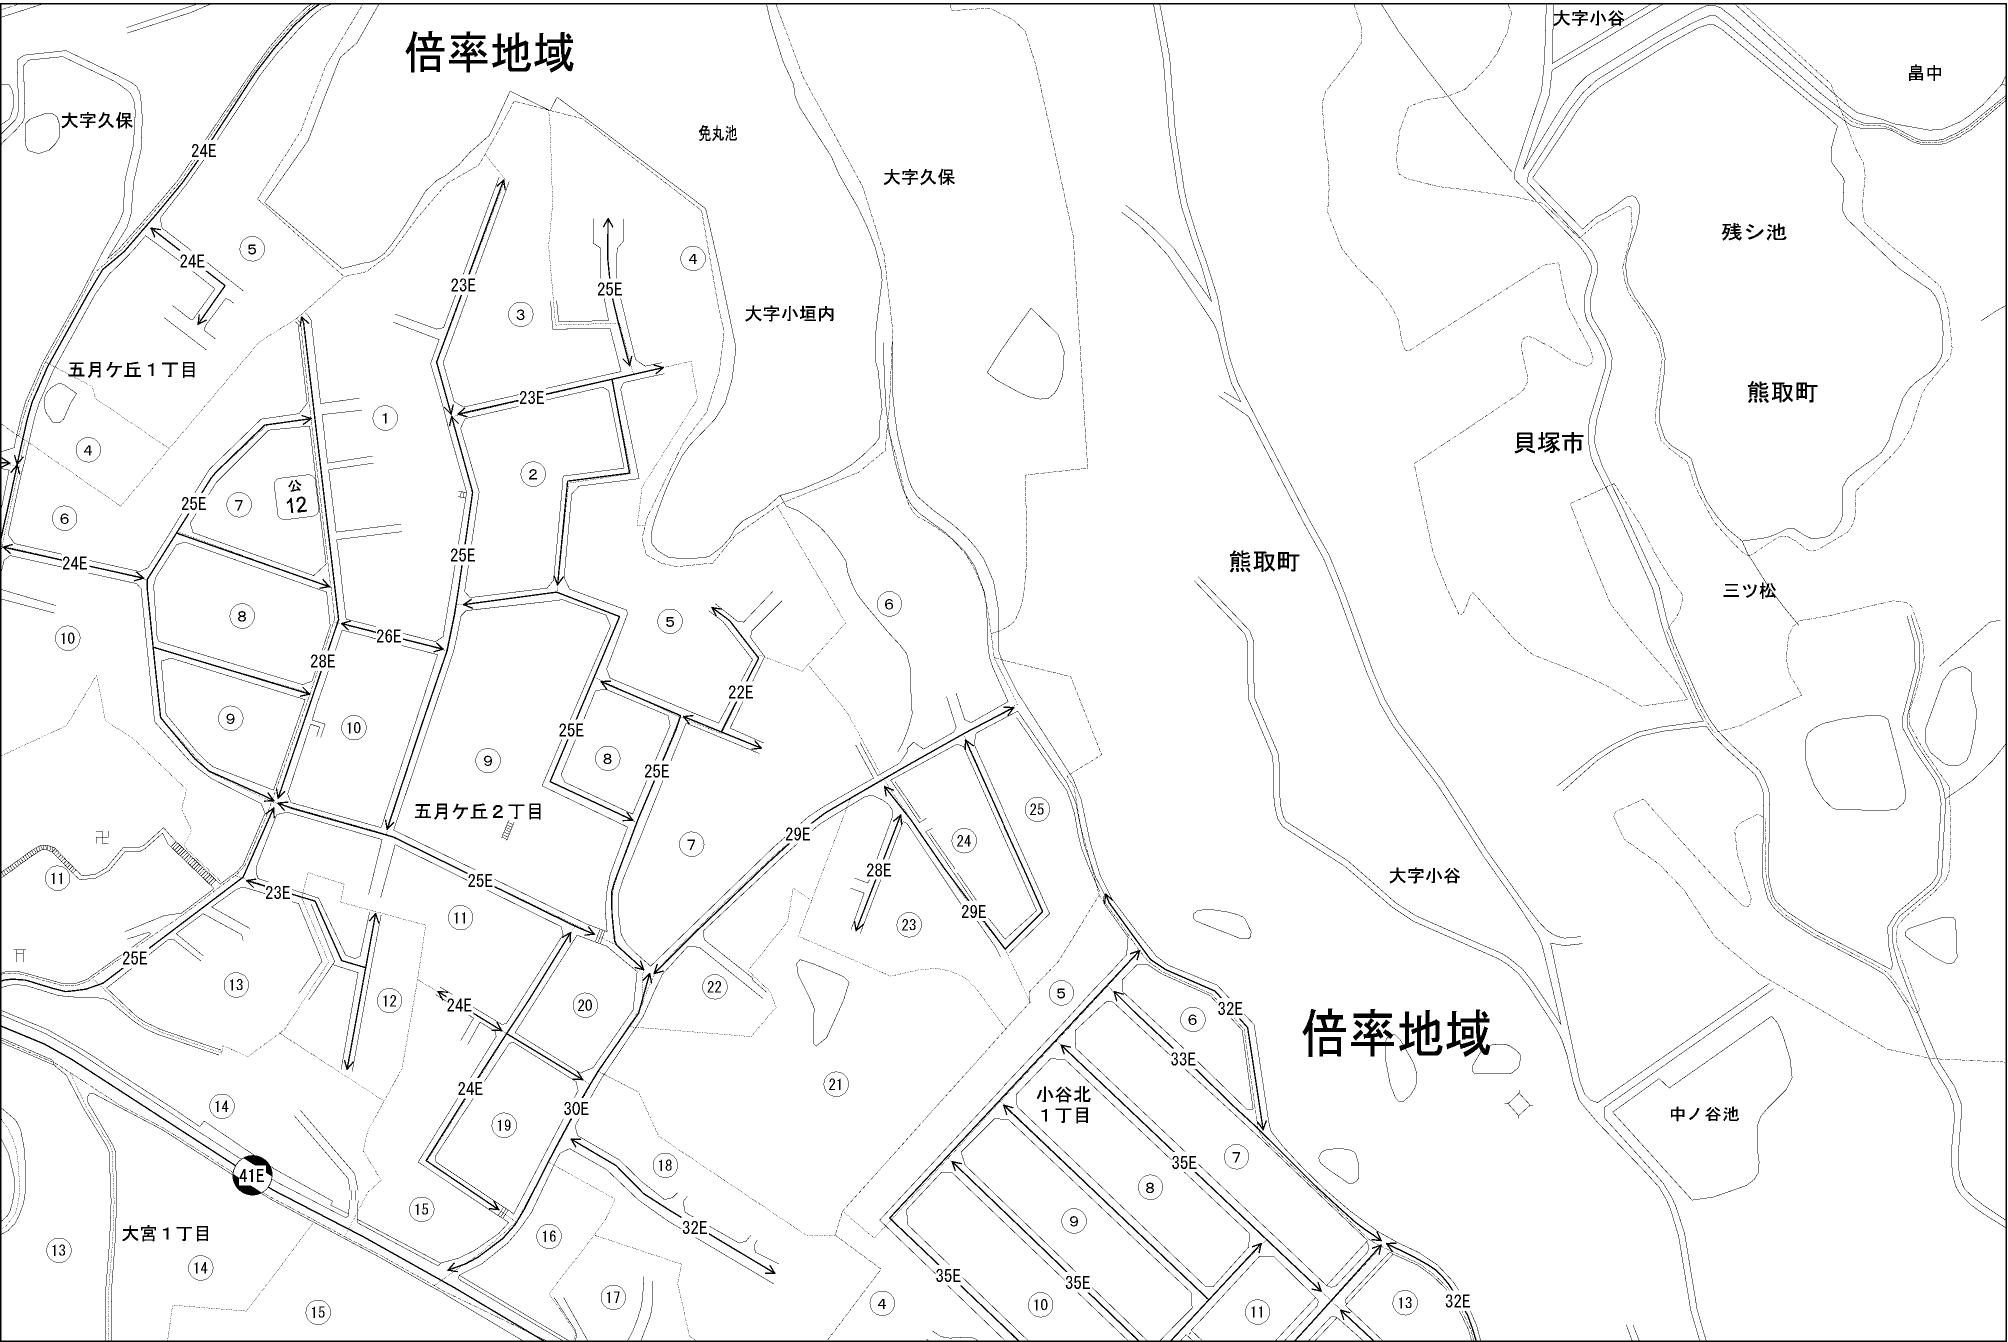 大字小谷
倍率地域
畠中
大字久保
免丸池
24E
大字久保
残シ池
5
4
24E
23E
25E
3
大字小垣内
五月ケ丘１丁目
23E
熊取町
1
貝塚市
4
2
公
12
7
25E
6
25E
熊取町
24E
三ツ松
6
8
5
10
26E
28E
22E
9
10
25E
8
9
25E
五月ケ丘２丁目
25
29E
24
7
28E
大字小谷
11
25E
23E
29E
11
23
25E
13
22
5
12
24E
20
32E
6
倍率地域
33E
21
24E
小谷北
１丁目
14
30E
中ノ谷池
19
7
18
35E
41E
8
15
32E
9
大宮１丁目
16
13
14
35E
35E
17
4
10
13
32E
15
11